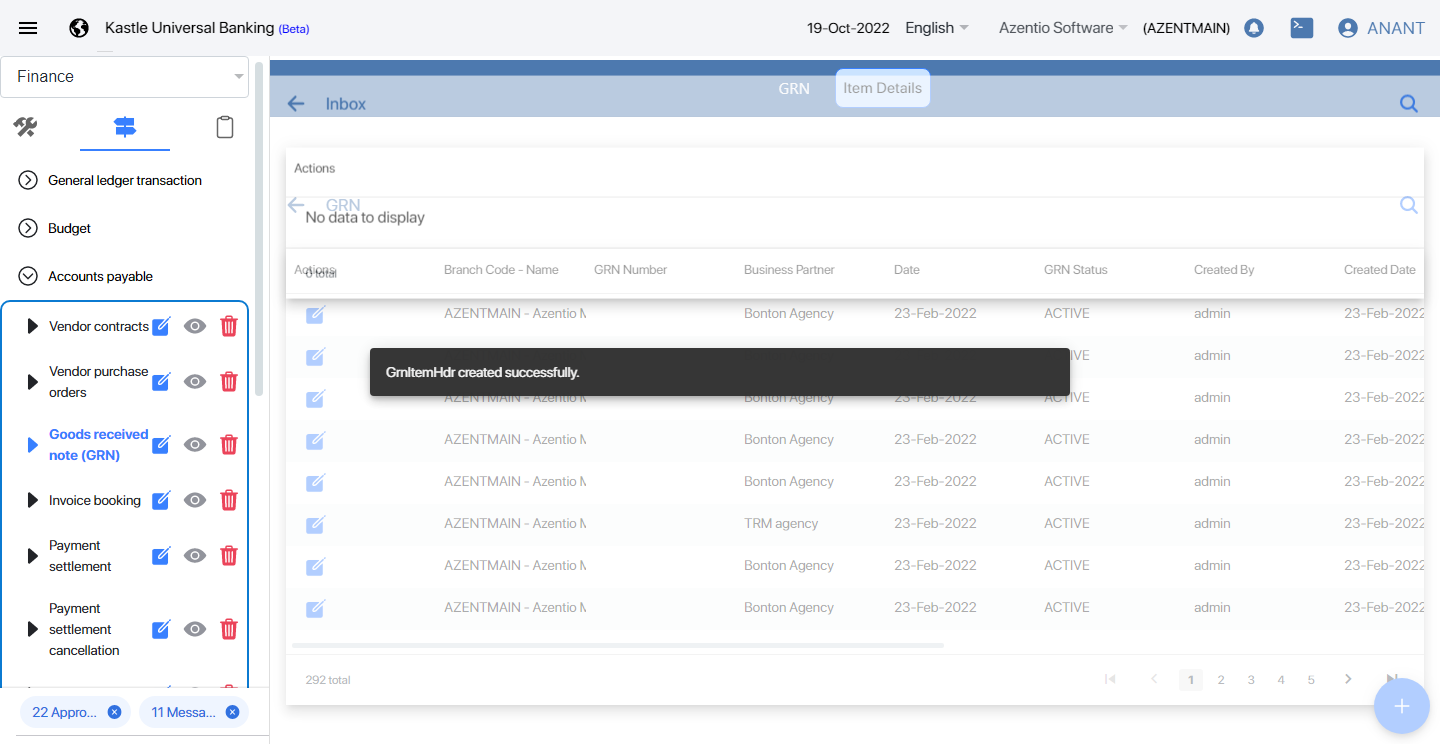 Kastle Universal Banking (Beta)
19-Oct-2022 English Azentio Software (AZENTMAIN) ANANT
Finance
GRN Item Details
Inbox
General ledger transaction
Budget
Accounts payable
Vendor contracts
Vendor purchase
orders
Goods received
note (GRN)
Invoice booking
Payment
settlement
Payment
settlement
cancellation
22 Appro... 11 Messa...
Actions
GRN
No data to display
0 total
Actions Branch Code - Name GRN Number Business Partner Date GRN Status Created By Created Date
AZENTMAIN - Azentio M Bonton Agency 23-Feb-2022 ACTIVE admin 23-Feb-2022
IVE admin 23-Feb-2022
GrnItemHdr created successfully.
AZENTMAIN - Azentio M Bonton Agency 23-Feb-2022 ACTIVE admin 23-Feb-2022
AZENTMAIN - Azentio M Bonton Agency 23-Feb-2022 ACTIVE admin 23-Feb-2022
AZENTMAIN - Azentio M Bonton Agency 23-Feb-2022 ACTIVE admin 23-Feb-2022
AZENTMAIN - Azentio M TRM agency 23-Feb-2022 ACTIVE admin 23-Feb-2022
AZENTMAIN - Azentio M Bonton Agency 23-Feb-2022 ACTIVE admin 23-Feb-2022
AZENTMAIN - Azentio M Bonton Agency 23-Feb-2022 ACTIVE admin 23-Feb-2022
292 total 1 2 3 4 5